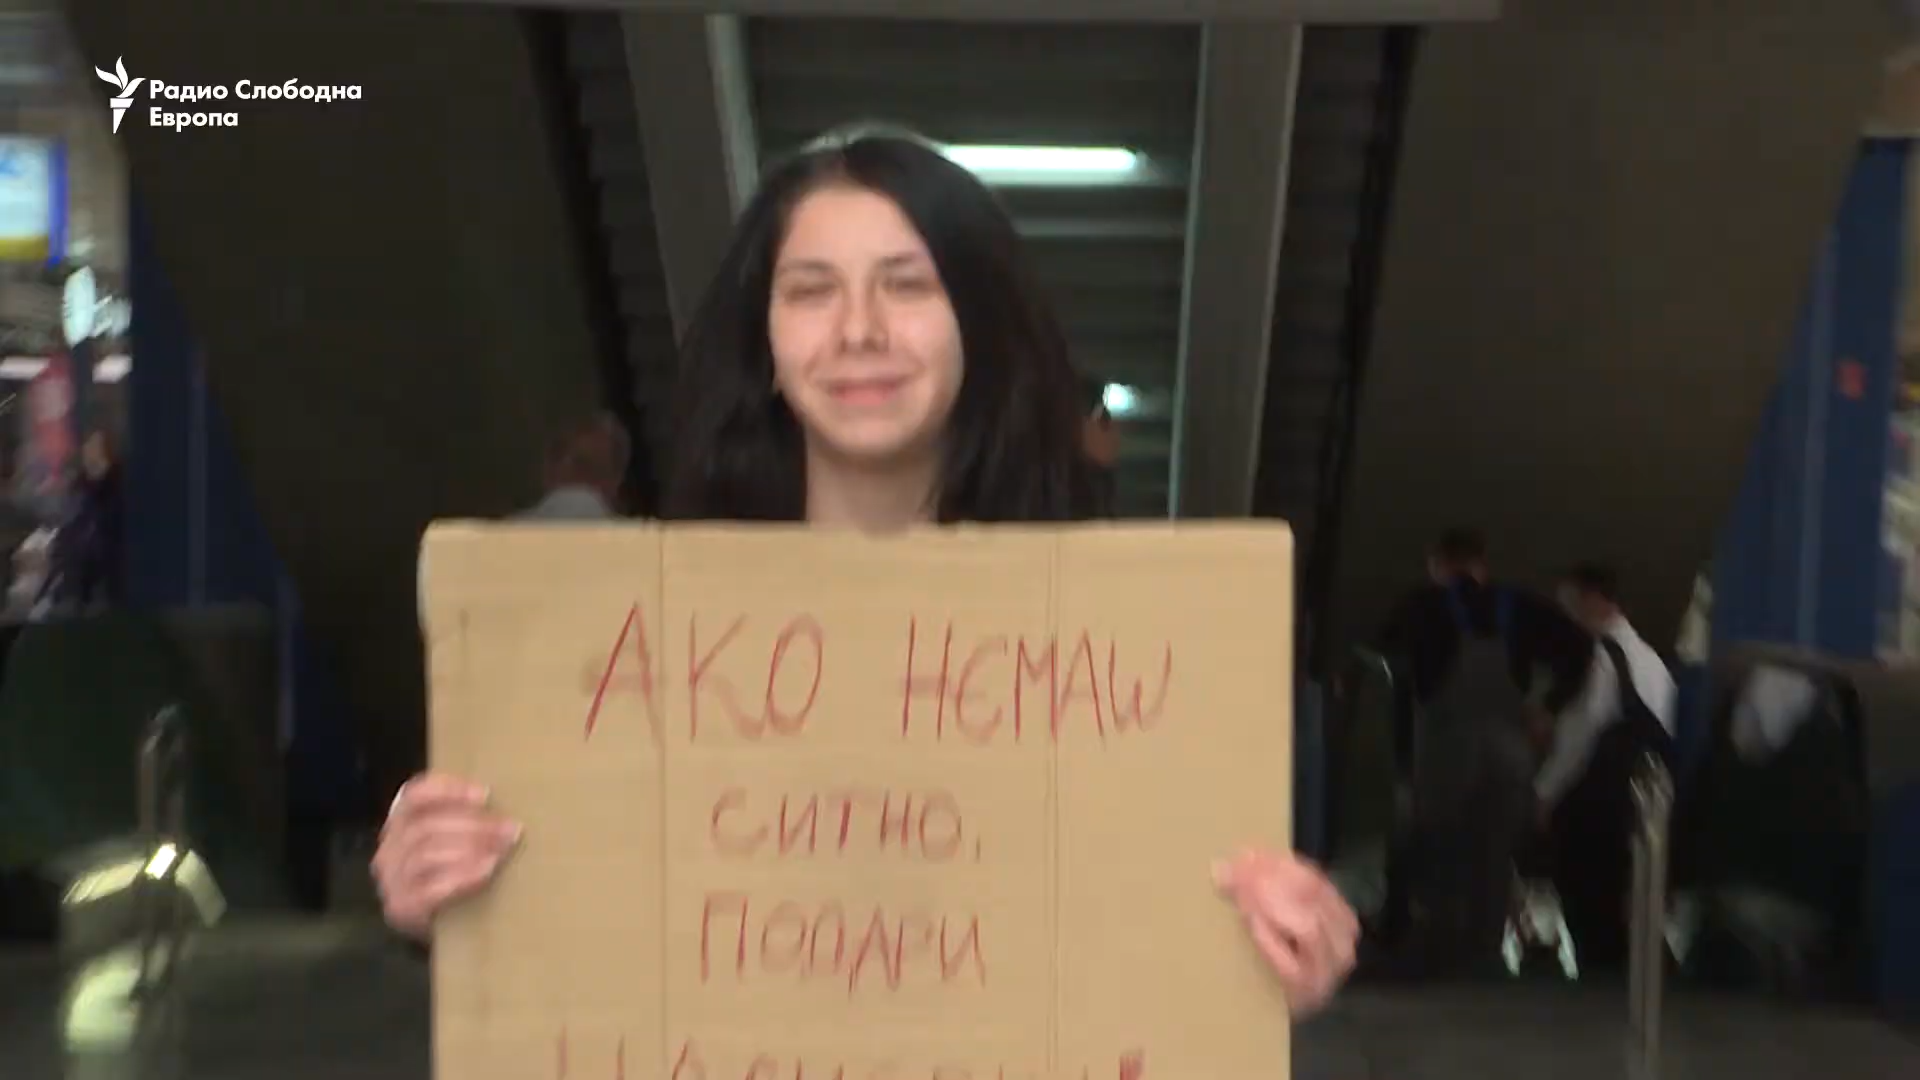 Радио Слободна
Европа
АКО НЕМАШ
СИТНО,
ПОДАРИ